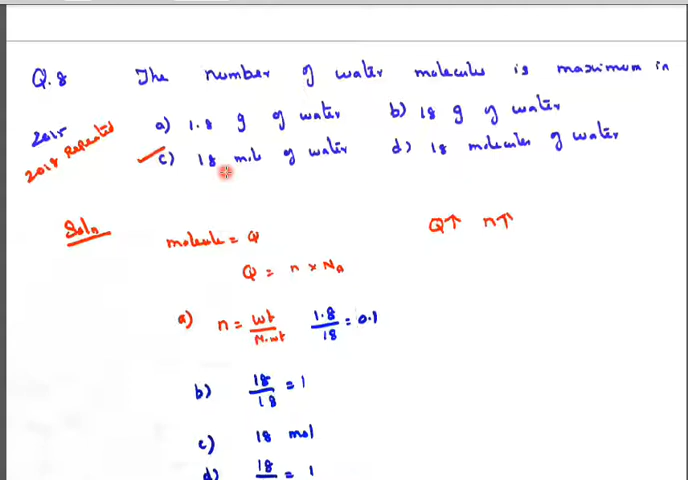 Q.8 The number of water molecules is maximum in
2015 a) 1.8 g of water b) 18 g of water
2018 Repeated c) 18 mole of water d) 18 molecules of water
Soln molecule = Q Q↑ n↑
Q = n × NA
a) n = wt/M.wt 1.8/18 = 0.1
b) 18/18 = 1
c) 18 mol
d) 18 = 1